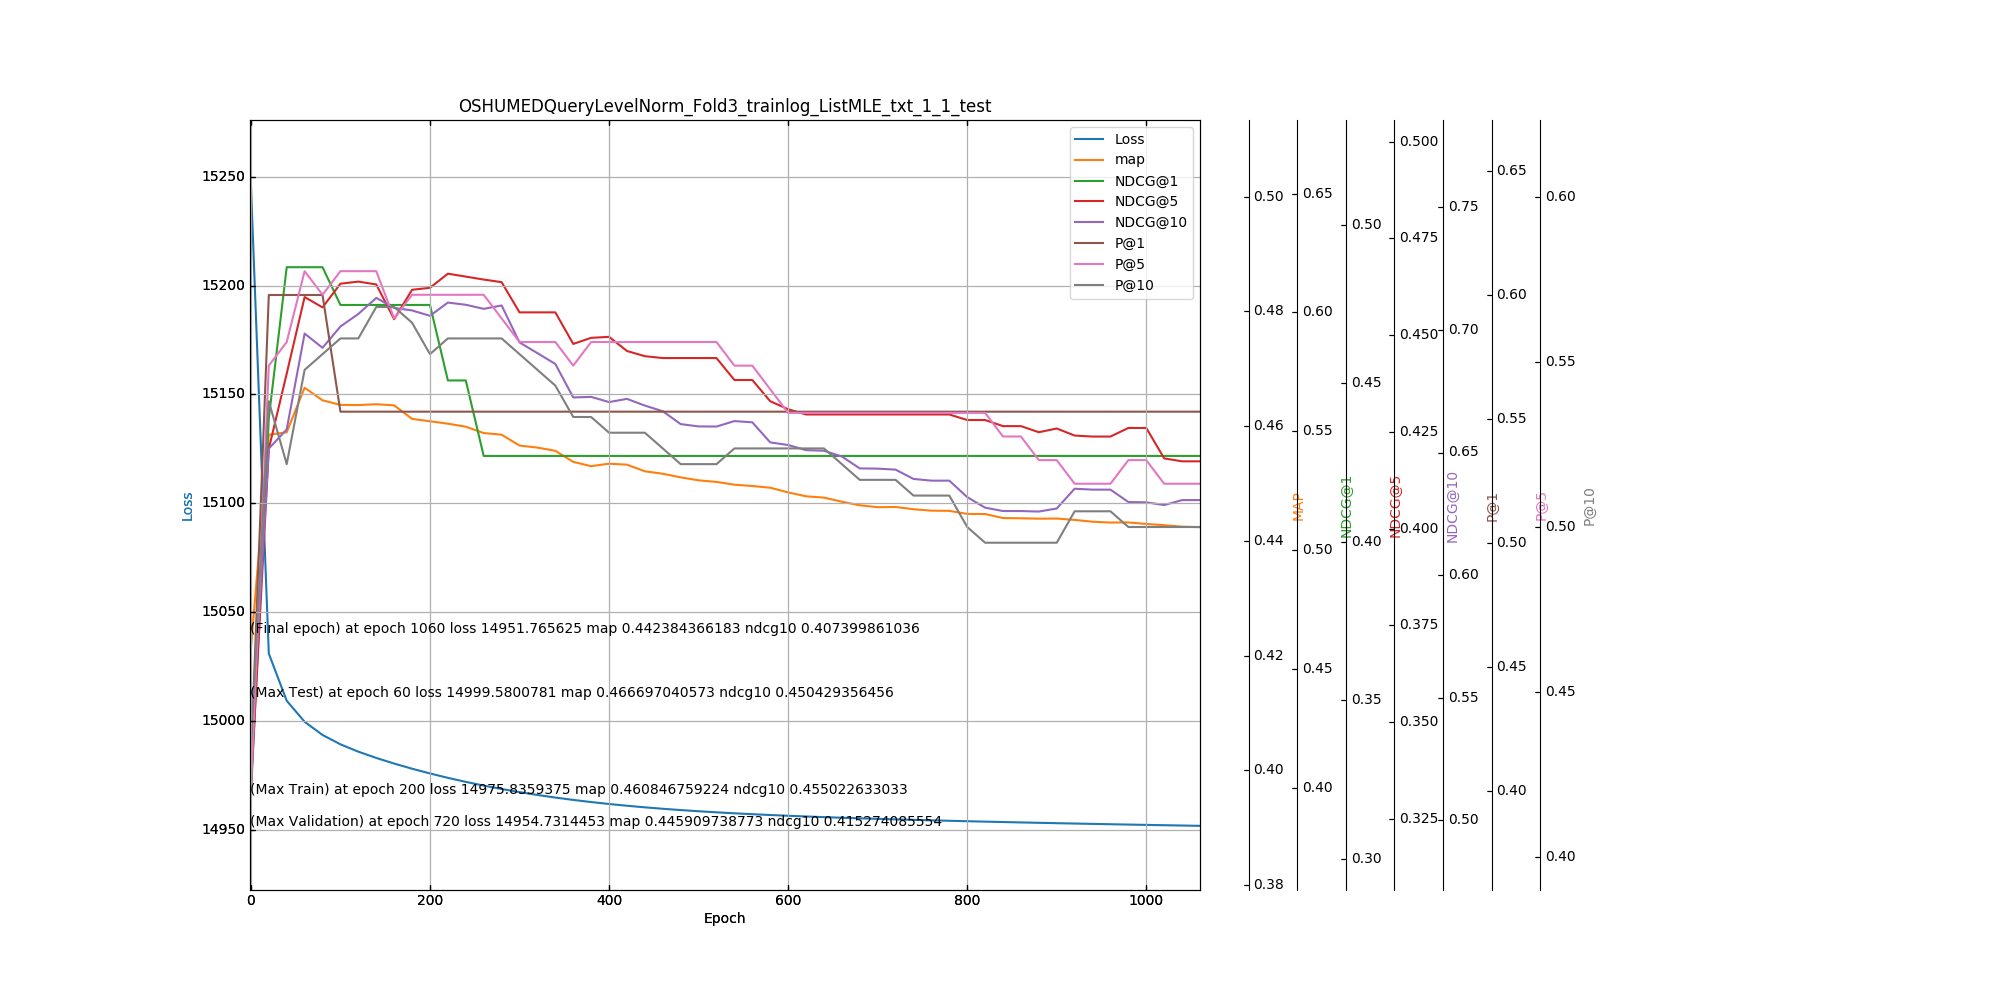 OSHUMEDQueryLevelNorm_Fold3_trainlog_ListMLE_txt_1_1_test
Loss
map
NDCG@1
NDCG@5
NDCG@10
P@1
P@5
P@10
15250
15200
15150
15100
15050
15000
14950
Loss
(Final epoch) at epoch 1060 loss 14951.765625 map 0.442384366183 ndcg10 0.407399861036
(Max Test) at epoch 60 loss 14999.5800781 map 0.466697040573 ndcg10 0.450429356456
(Max Train) at epoch 200 loss 14975.8359375 map 0.460846759224 ndcg10 0.455022633033
(Max Validation) at epoch 720 loss 14954.7314453 map 0.445909738773 ndcg10 0.415274085554
0 200 400 600 800 1000
Epoch
0.50
0.48
0.46
0.44
0.42
0.40
0.38
MAP
0.65
0.60
0.55
0.50
0.45
0.40
NDCG@1
0.50
0.45
0.40
0.35
0.30
NDCG@5
0.500
0.475
0.450
0.425
0.400
0.375
0.350
0.325
NDCG@10
0.75
0.70
0.65
0.60
0.55
0.50
P@1
0.65
0.60
0.55
0.50
0.45
0.40
P@5
0.60
0.55
0.50
0.45
0.40
P@10